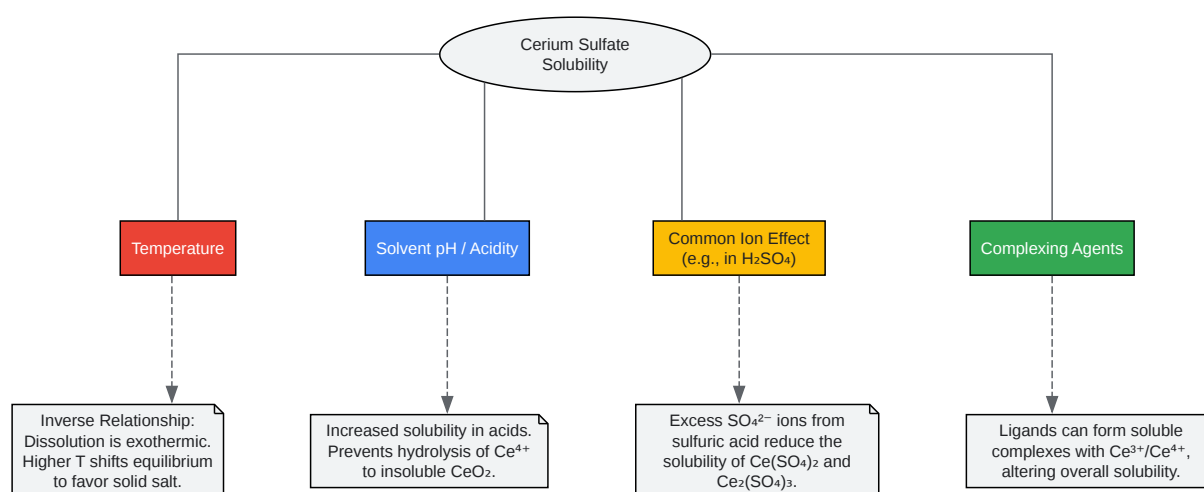 Cerium Sulfate
Solubility
Temperature
Solvent pH / Acidity
Common Ion Effect
(e.g., in H₂SO₄)
Complexing Agents
Inverse Relationship:
Dissolution is exothermic.
Higher T shifts equilibrium
to favor solid salt.
Increased solubility in acids.
Prevents hydrolysis of Ce⁴⁺
to insoluble CeO₂.
Excess SO₄²⁻ ions from
sulfuric acid reduce the
solubility of Ce(SO₄)₂ and
Ce₂(SO₄)₃.
Ligands can form soluble
complexes with Ce³⁺/Ce⁴⁺,
altering overall solubility.